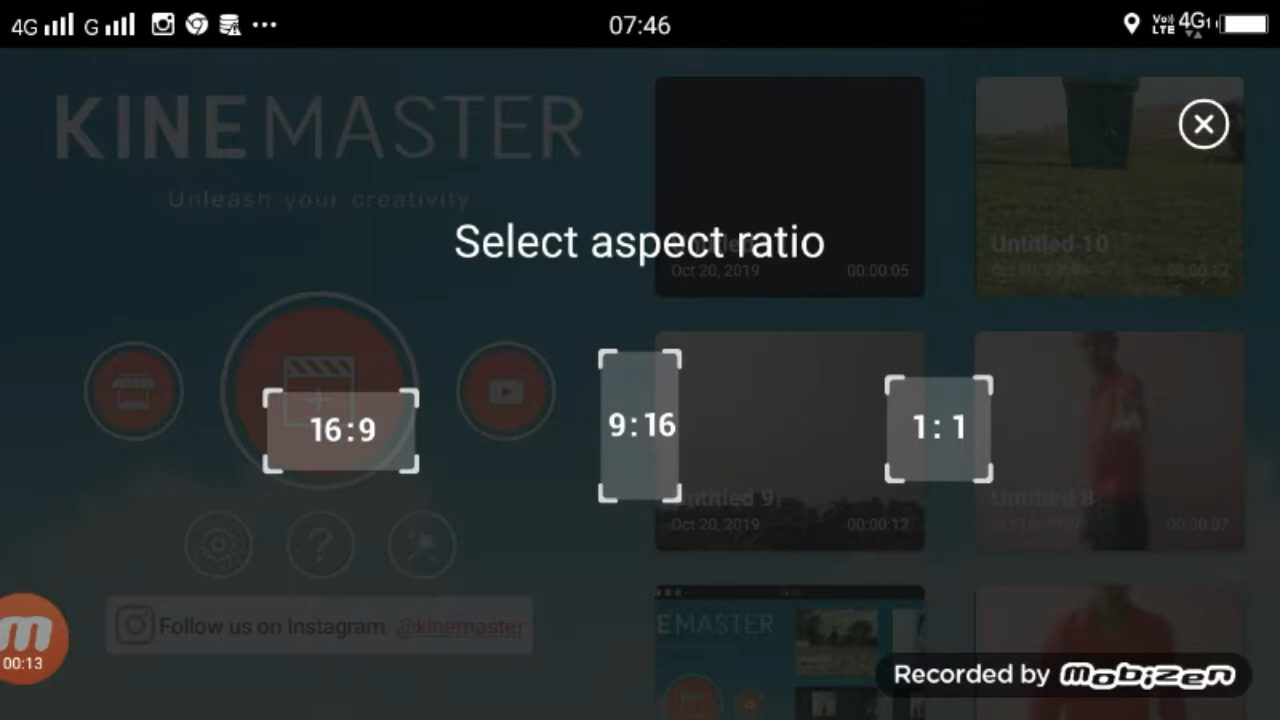 4G G 07:46 VoLTE 4G
KINEMASTER
Unleash your creativity
Select aspect ratio
Oct 20, 2019 00:00:05
Untitled 10
00:00:12
16:9
9:16
1:1
Untitled 9
Oct 20, 2019 00:00:12
Untitled 8
00:00:07
Follow us on Instagram @kinemaster
EMASTER
00:13
Recorded by mobizen